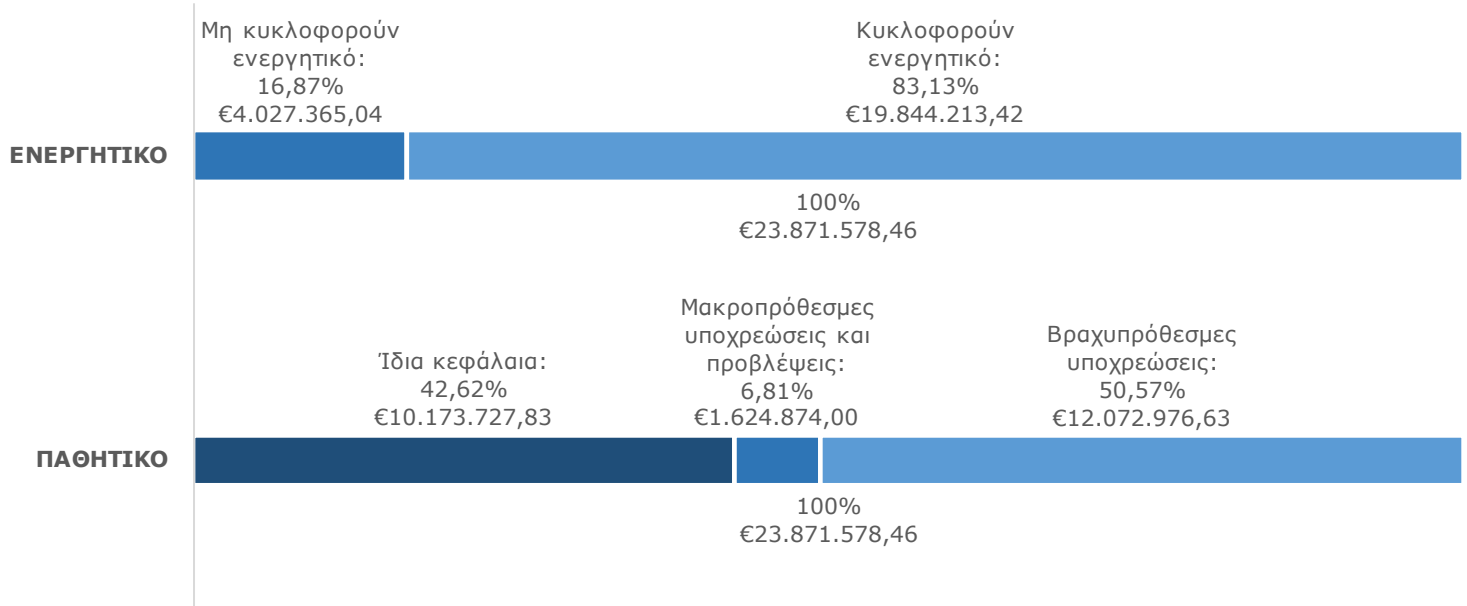 Μη κυκλοφορούν
ενεργητικό:
16,87%
€4.027.365,04
Κυκλοφορούν
ενεργητικό:
83,13%
€19.844.213,42
ΕΝΕΡΓΗΤΙΚΟ
100%
€23.871.578,46
Ίδια κεφάλαια:
42,62%
€10.173.727,83
Μακροπρόθεσμες
υποχρεώσεις και
προβλέψεις:
6,81%
€1.624.874,00
Βραχυπρόθεσμες
υποχρεώσεις:
50,57%
€12.072.976,63
ΠΑΘΗΤΙΚΟ
100%
€23.871.578,46